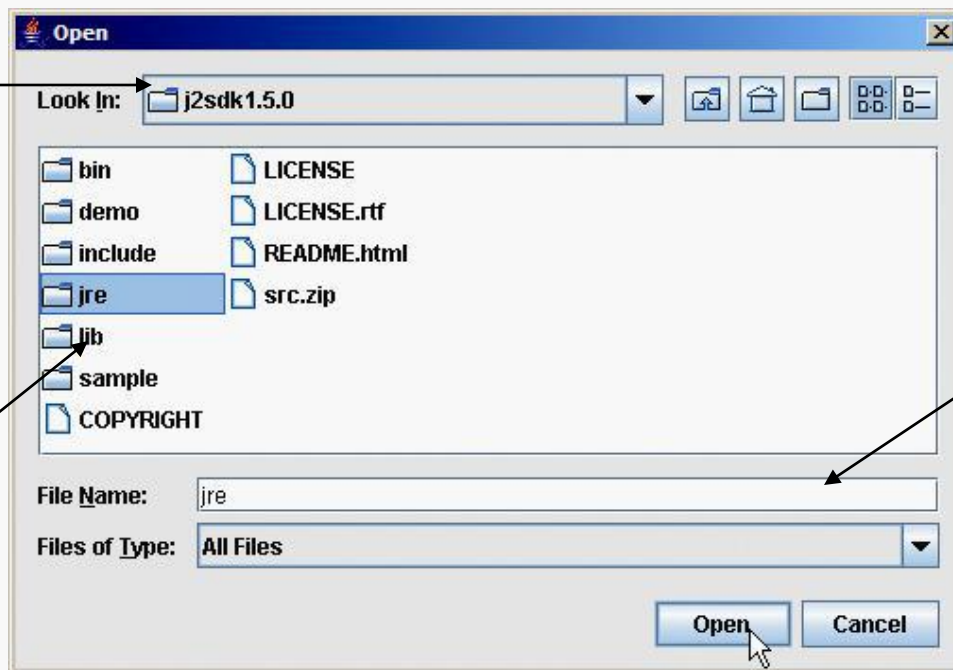 Open
Look In: j2sdk1.5.0
bin LICENSE
demo LICENSE.rtf
include README.html
jre src.zip
lib
sample
COPYRIGHT
File Name: jre
Files of Type: All Files
Open Cancel